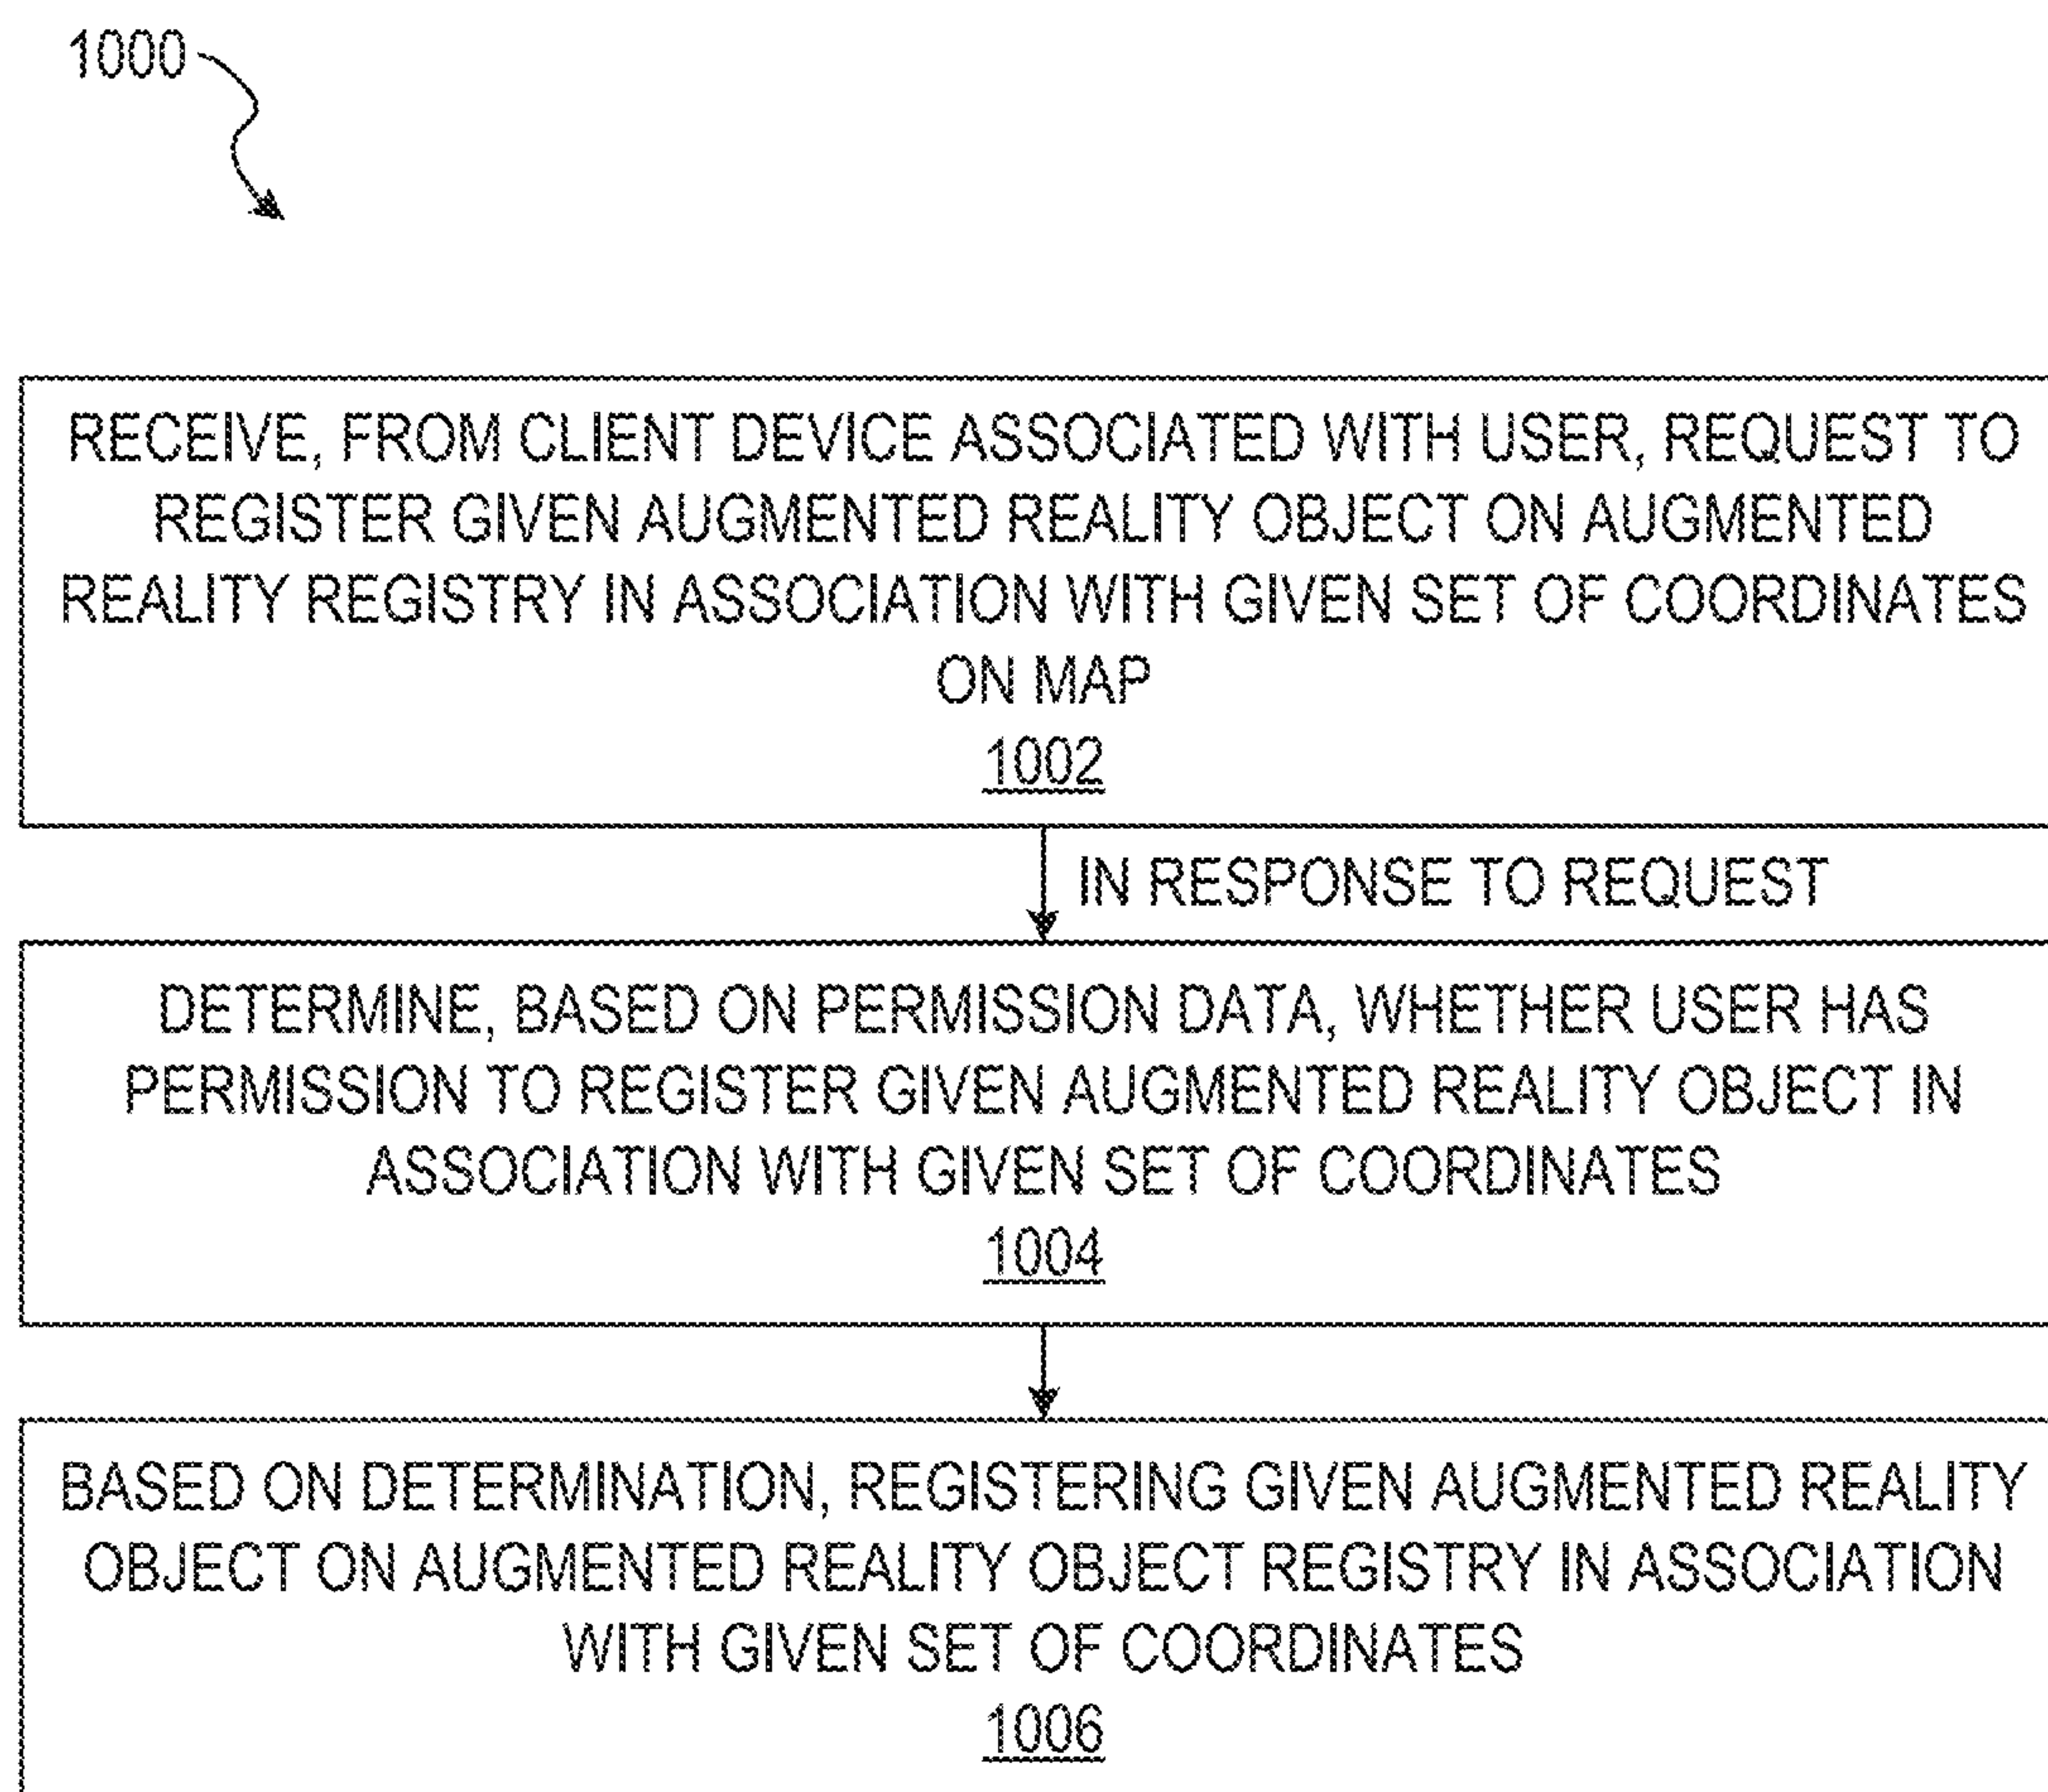 1000
RECEIVE, FROM CLIENT DEVICE ASSOCIATED WITH USER, REQUEST TO
REGISTER GIVEN AUGMENTED REALITY OBJECT ON AUGMENTED
REALITY REGISTRY IN ASSOCIATION WITH GIVEN SET OF COORDINATES
ON MAP
1002
IN RESPONSE TO REQUEST
DETERMINE, BASED ON PERMISSION DATA, WHETHER USER HAS
PERMISSION TO REGISTER GIVEN AUGMENTED REALITY OBJECT IN
ASSOCIATION WITH GIVEN SET OF COORDINATES
1004
BASED ON DETERMINATION, REGISTERING GIVEN AUGMENTED REALITY
OBJECT ON AUGMENTED REALITY OBJECT REGISTRY IN ASSOCIATION
WITH GIVEN SET OF COORDINATES
1006